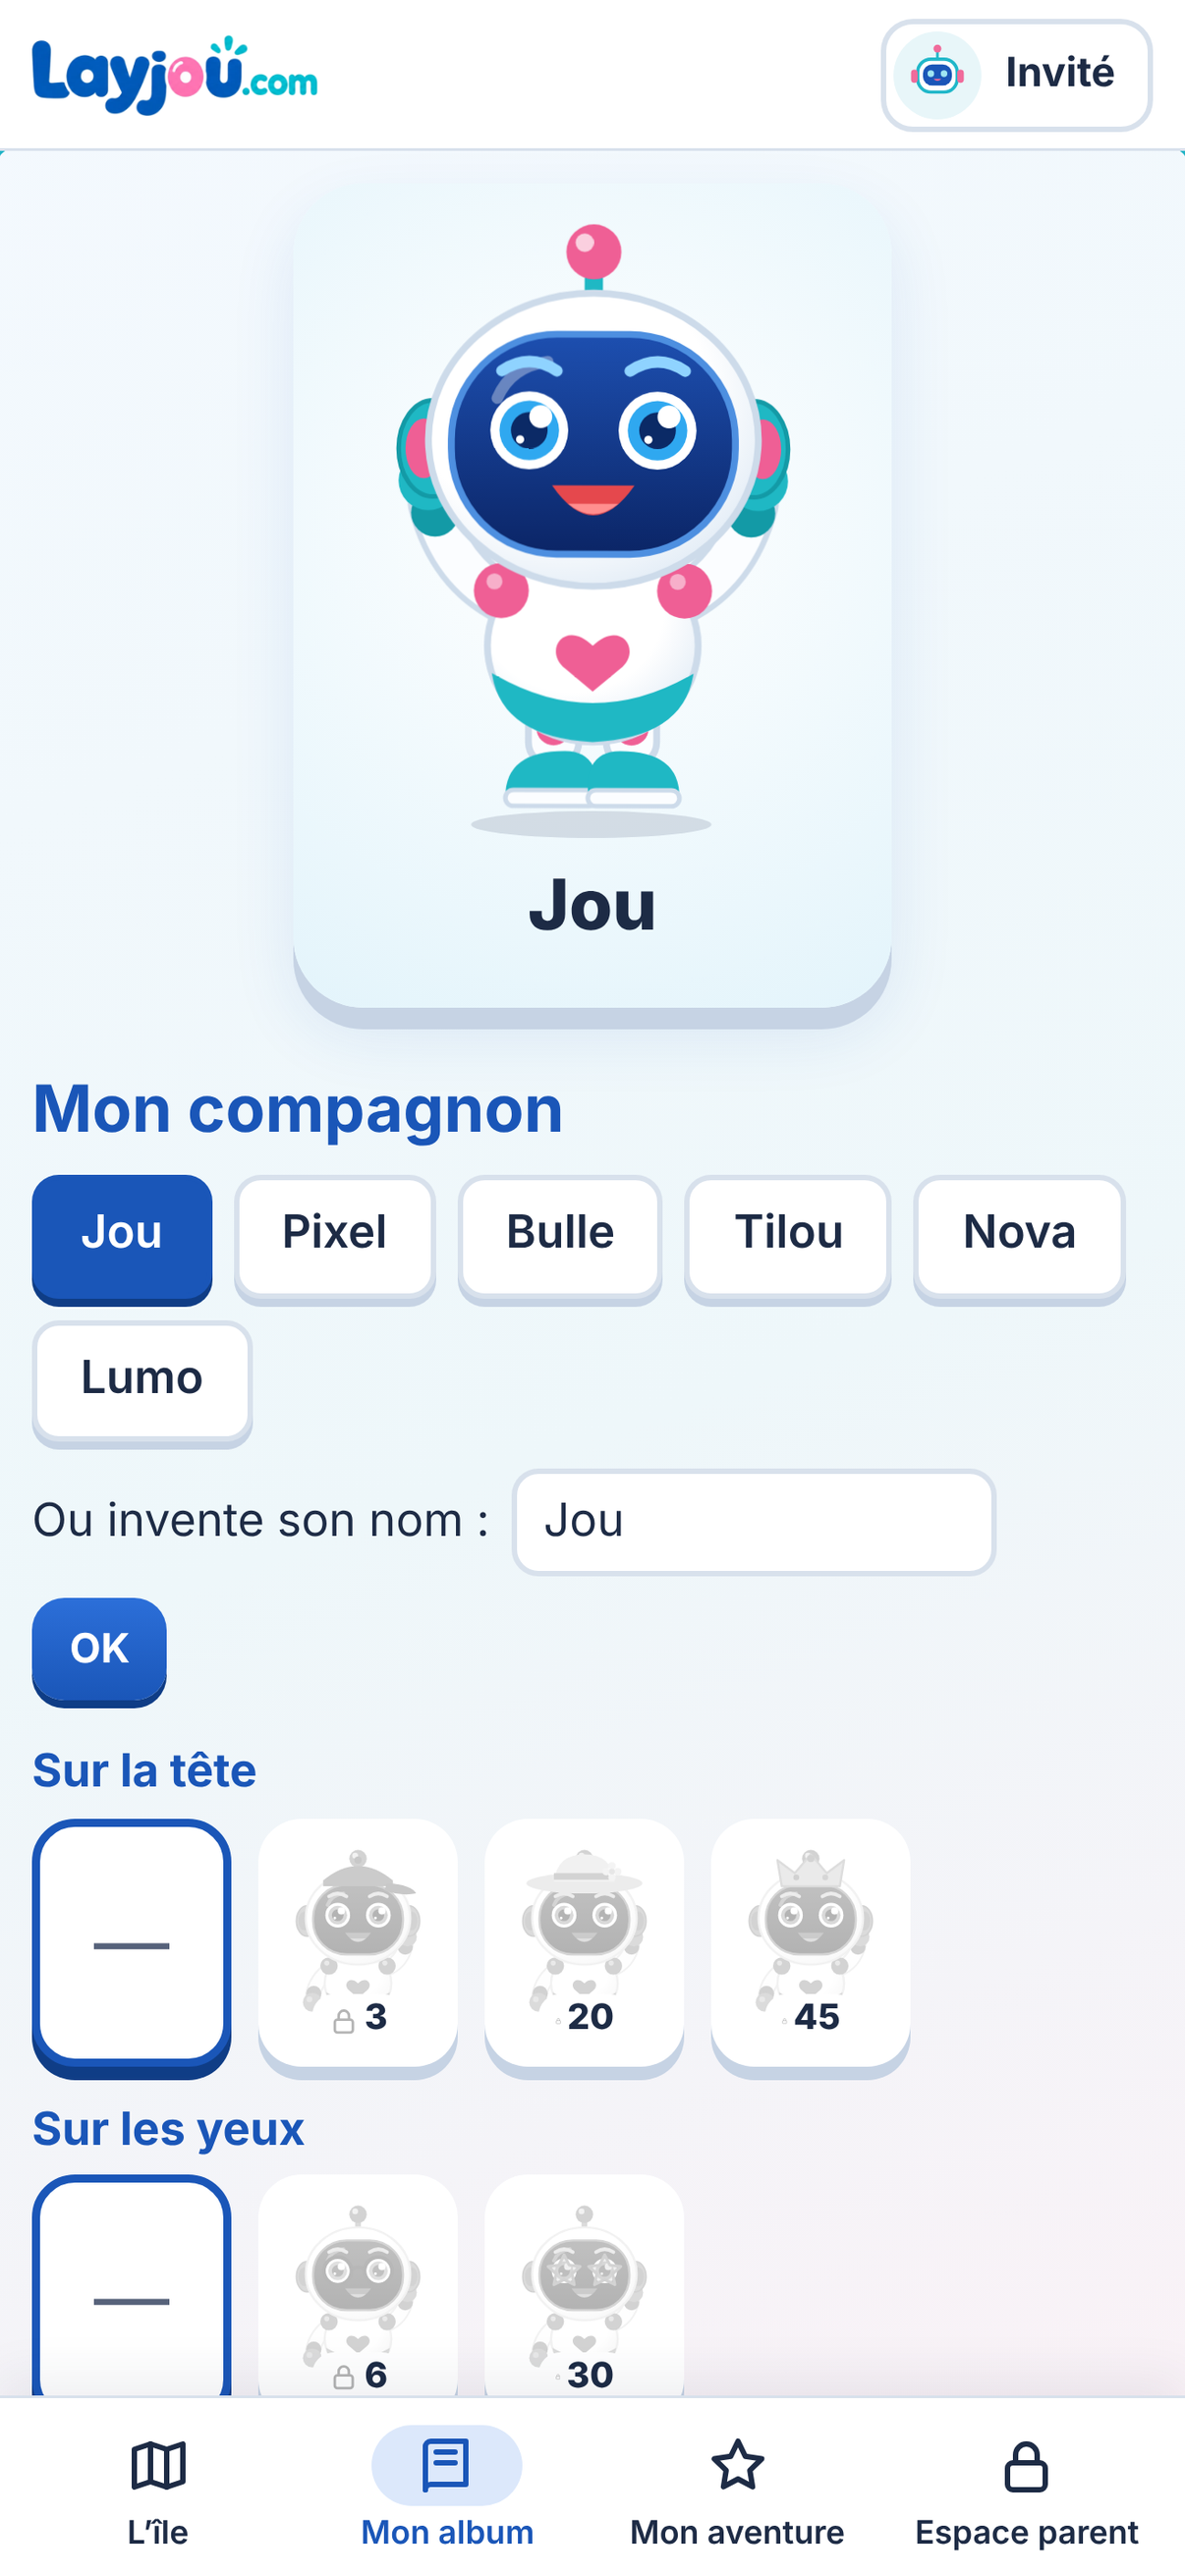 Layjou.com
Invité
Jou
Mon compagnon
Jou Pixel Bulle Tilou Nova
Lumo
Ou invente son nom : Jou
OK
Sur la tête
— 3 20 45
Sur les yeux
— 6 30
L'île Mon album Mon aventure Espace parent